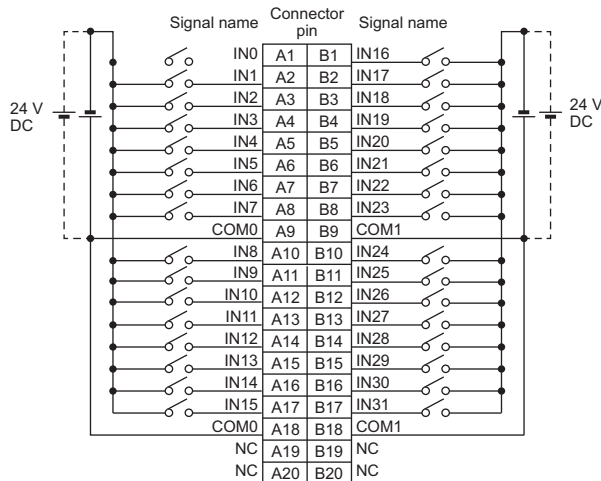 Signal name Connector pin Signal name
24 V DC
24 V DC
IN0 A1 B1 IN16
IN1 A2 B2 IN17
IN2 A3 B3 IN18
IN3 A4 B4 IN19
IN4 A5 B5 IN20
IN5 A6 B6 IN21
IN6 A7 B7 IN22
IN7 A8 B8 IN23
COM0 A9 B9 COM1
IN8 A10 B10 IN24
IN9 A11 B11 IN25
IN10 A12 B12 IN26
IN11 A13 B13 IN27
IN12 A14 B14 IN28
IN13 A15 B15 IN29
IN14 A16 B16 IN30
IN15 A17 B17 IN31
COM0 A18 B18 COM1
NC A19 B19 NC
NC A20 B20 NC